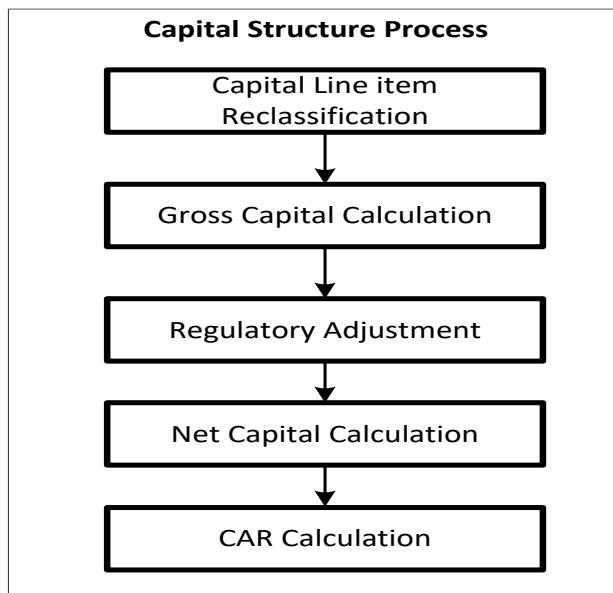 Capital Structure Process
Capital Line item
Reclassification
Gross Capital Calculation
Regulatory Adjustment
Net Capital Calculation
CAR Calculation